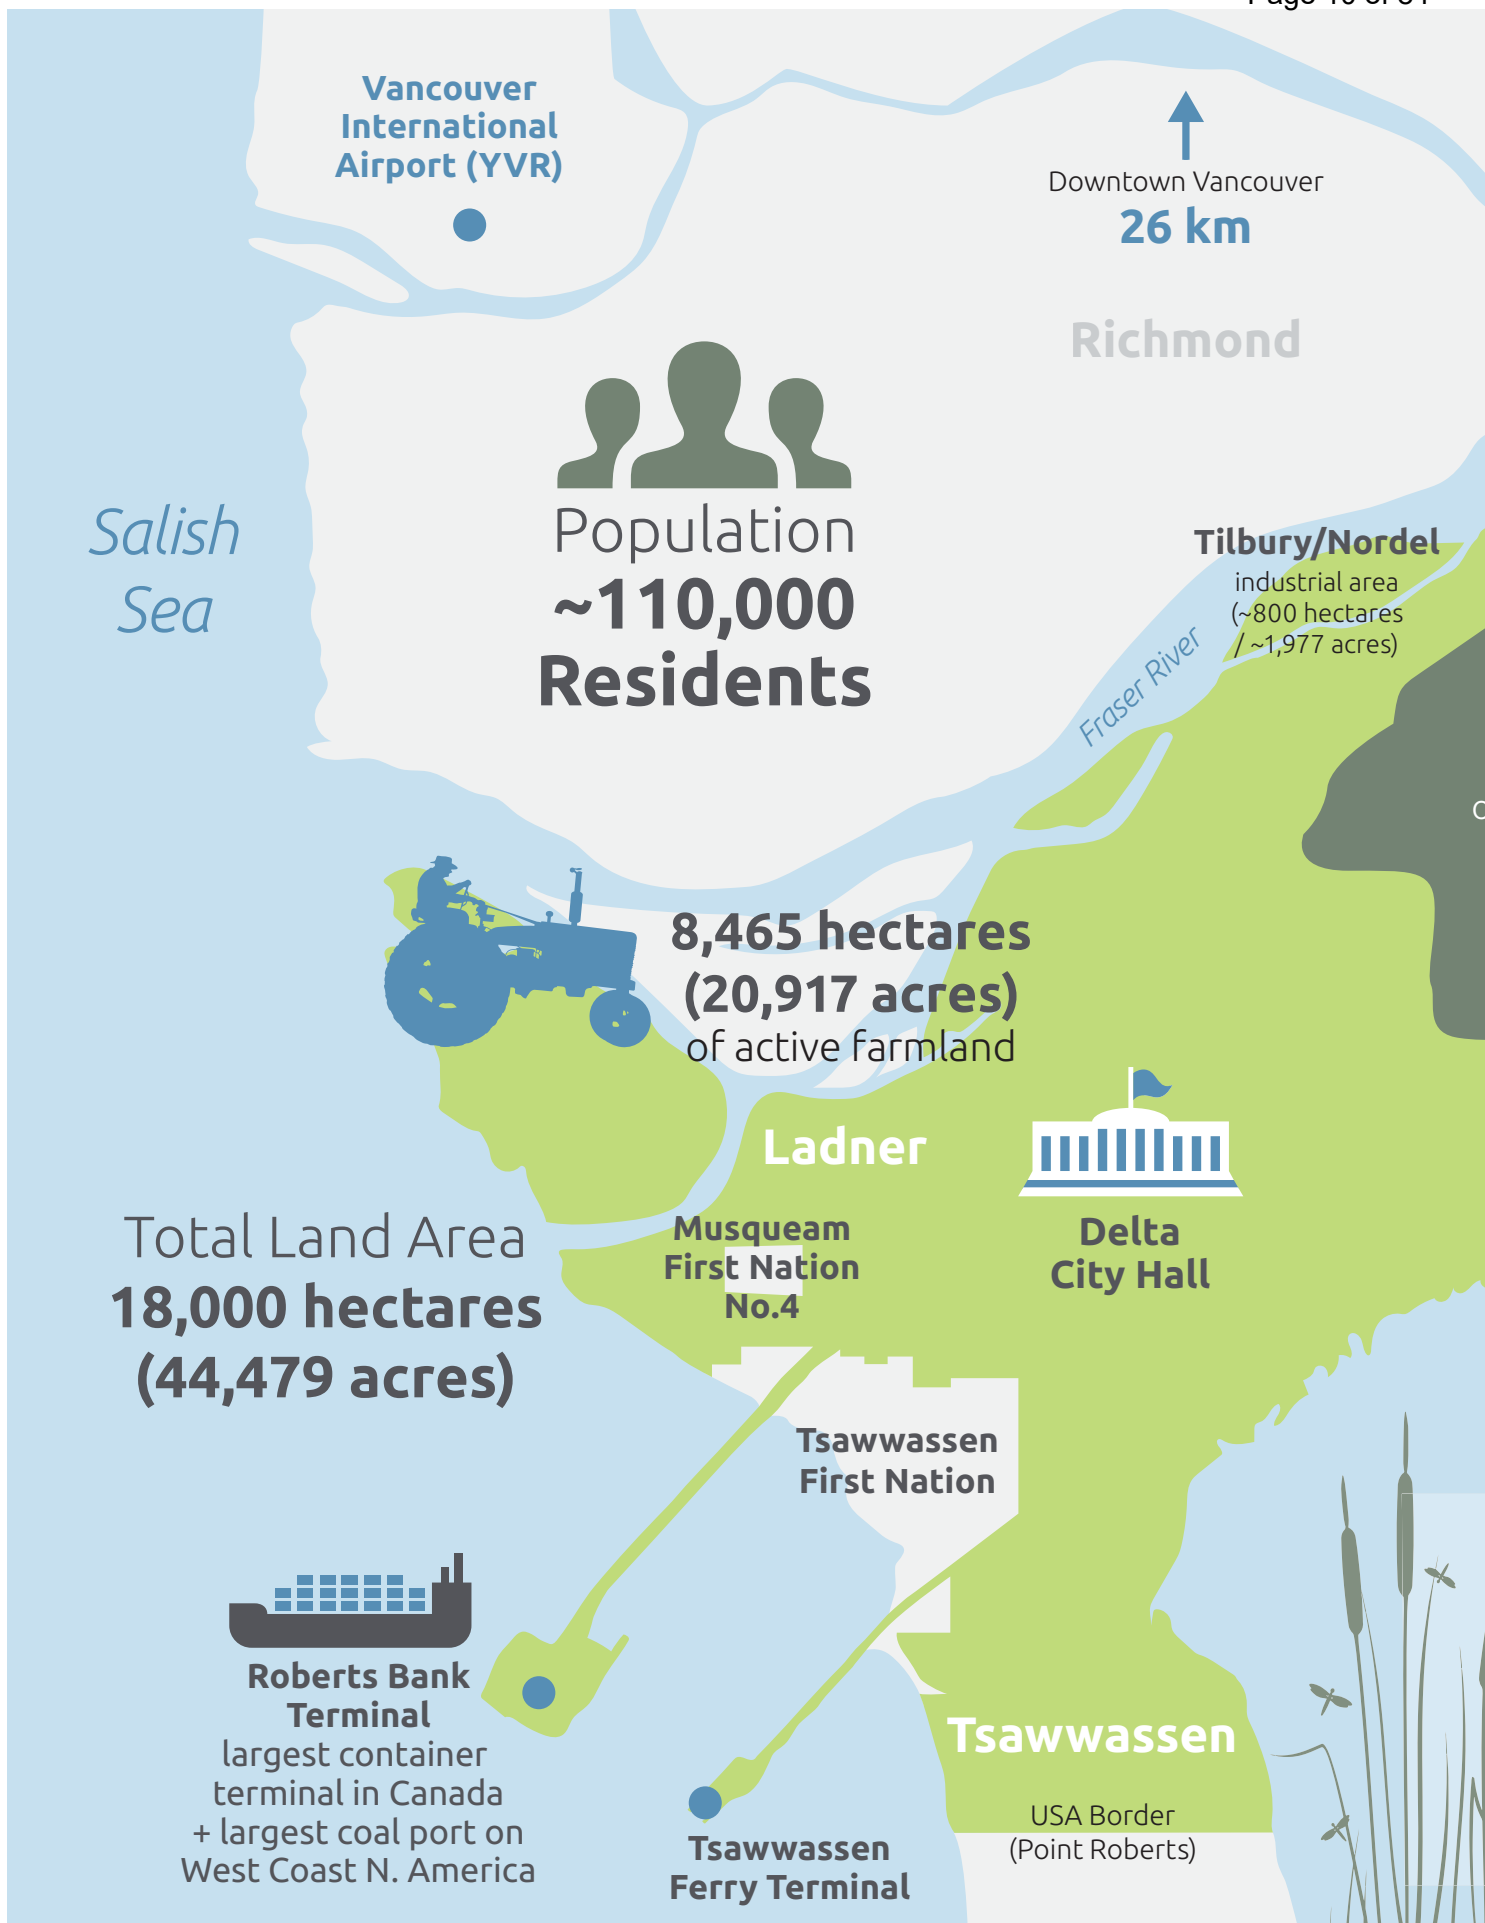 Vancouver
International
Airport (YVR)
Downtown Vancouver
26 km
Richmond
Salish
Sea
Population
~110,000
Residents
Tilbury/Nordel
industrial area
(~800 hectares
/ ~1,977 acres)
Fraser River
8,465 hectares
(20,917 acres)
of active farmland
Ladner
Delta
City Hall
Musqueam
First Nation
No.4
Total Land Area
18,000 hectares
(44,479 acres)
Tsawwassen
First Nation
Roberts Bank
Terminal
largest container
terminal in Canada
+ largest coal port on
West Coast N. America
Tsawwassen
USA Border
(Point Roberts)
Tsawwassen
Ferry Terminal